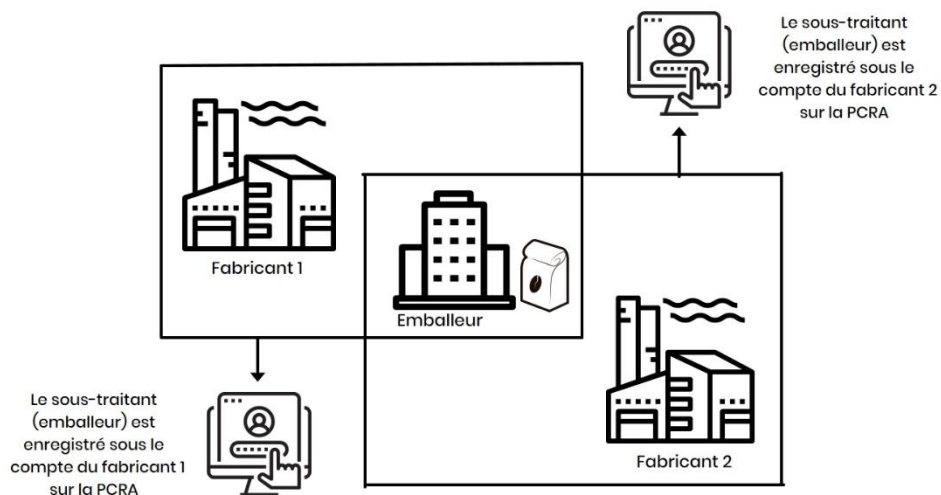 Le sous-traitant
(emballeur) est
enregistré sous le
compte du fabricant 2
sur la PCRA
Fabricant 1
Emballeur
Fabricant 2
Le sous-traitant
(emballeur) est
enregistré sous le
compte du fabricant 1
sur la PCRA